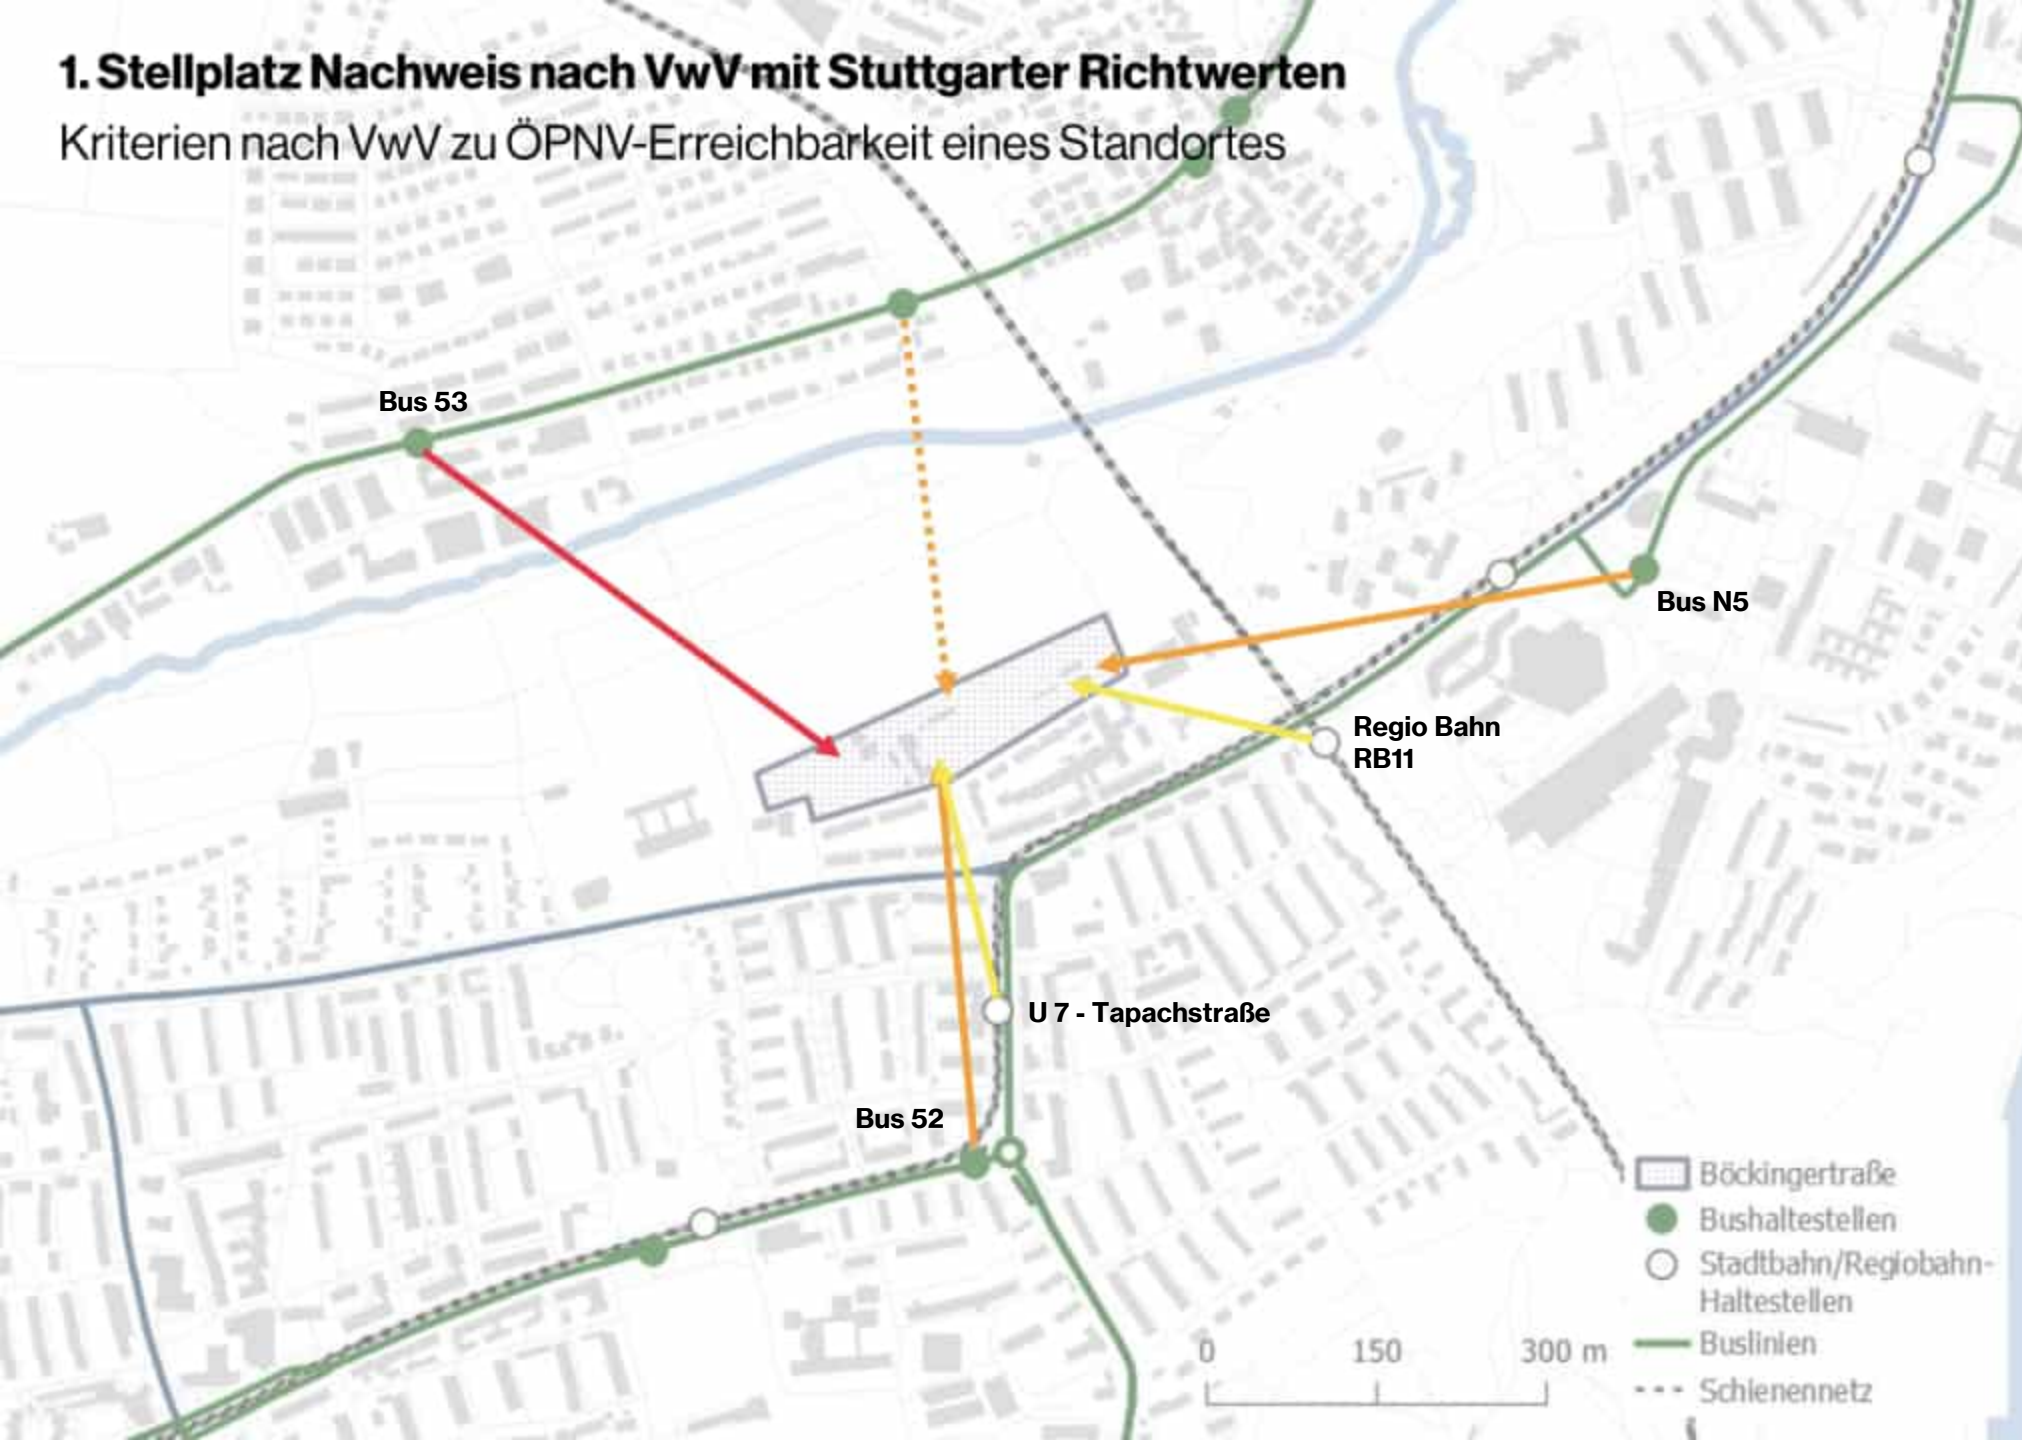 1. Stellplatz Nachweis nach VwV mit Stuttgarter Richtwerten
Kriterien nach VwV zu ÖPNV-Erreichbarkeit eines Standortes
Bus 53
Bus N5
Regio Bahn
RB11
U 7 - Tapachstraße
Bus 52
Böckingertraße
Bushaltestellen
Stadtbahn/Regiobahn-
Haltestellen
Buslinien
Schienennetz
0 150 300 m